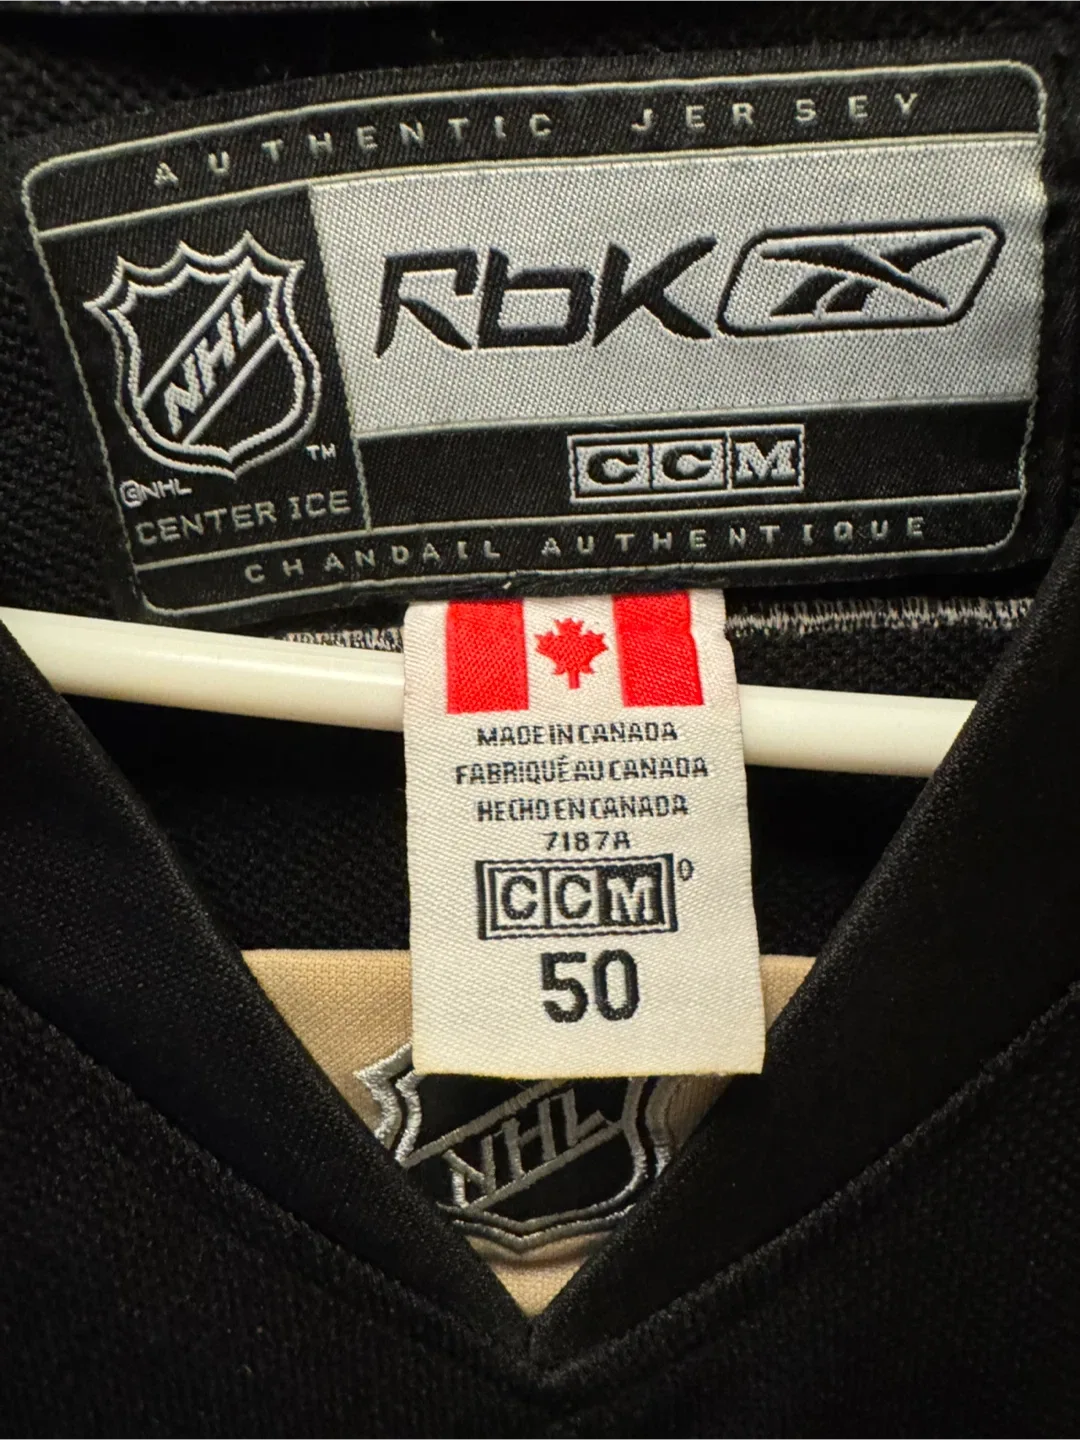 AUTHENTIC JERSEY
NHL
Rbk
TM
©NHL
CENTER ICE
CCM
CHANDAIL AUTHENTIQUE
MADE IN CANADA
FABRIQUÉ AU CANADA
HECHO EN CANADA
7187A
CCM
50
NHL